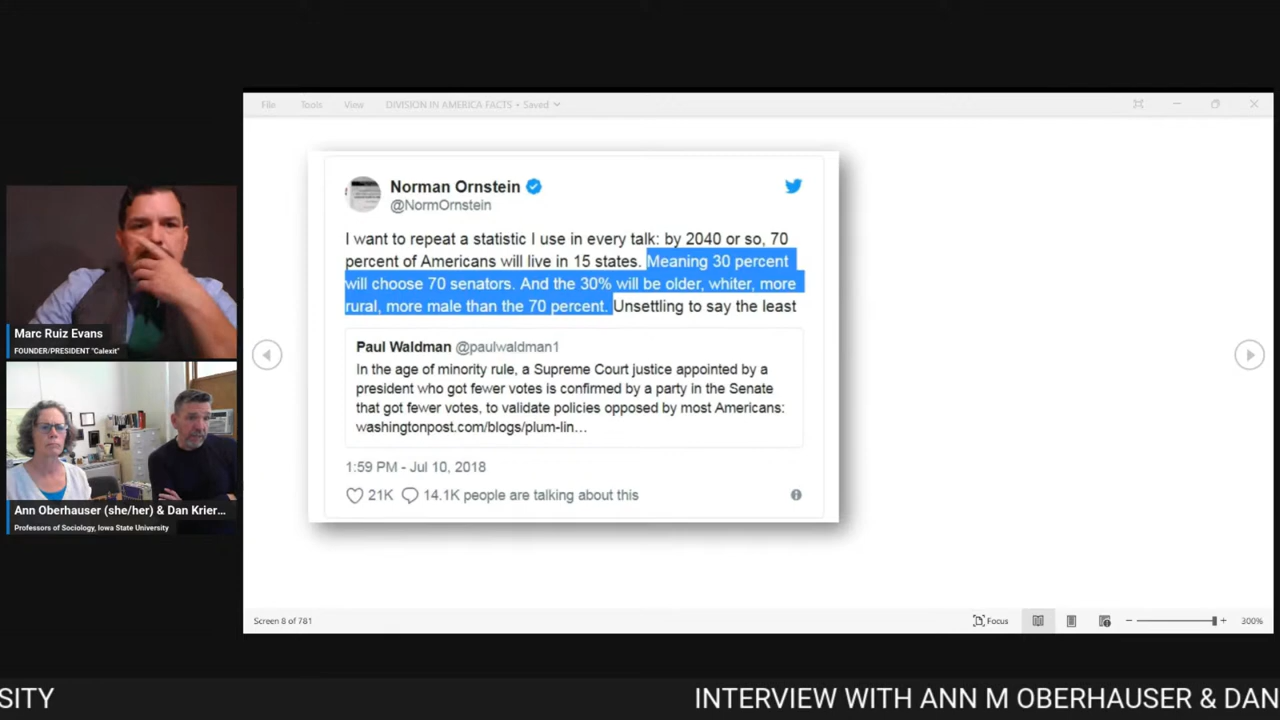 File Tools View DIVISION IN AMERICA FACTS • Saved
Norman Ornstein
@NormOrnstein
I want to repeat a statistic I use in every talk: by 2040 or so, 70
percent of Americans will live in 15 states. Meaning 30 percent
will choose 70 senators. And the 30% will be older, whiter, more
rural, more male than the 70 percent. Unsettling to say the least
Paul Waldman @paulwaldman1
In the age of minority rule, a Supreme Court justice appointed by a
president who got fewer votes is confirmed by a party in the Senate
that got fewer votes, to validate policies opposed by most Americans:
washingtonpost.com/blogs/plum-lin…
1:59 PM - Jul 10, 2018
21K 14.1K people are talking about this
Marc Ruiz Evans
FOUNDER/PRESIDENT "Calexit"
Ann Oberhauser (she/her) & Dan Krier...
Professors of Sociology, Iowa State University
Screen 8 of 781 Focus 300%
SITY INTERVIEW WITH ANN M OBERHAUSER & DAN